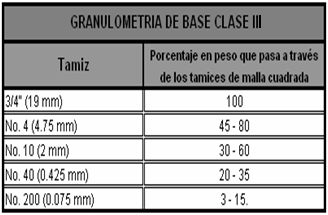 GRANULOMETRIA DE BASE CLASE III
Tamiz
Porcentaje en peso que pasa a través
de los tamices de malla cuadrada
3/4" (19 mm) 100
No. 4 (4.75 mm) 45 - 80
No. 10 (2 mm) 30 - 60
No. 40 (0.425 mm) 20 - 35
No. 200 (0.075 mm) 3 - 15.